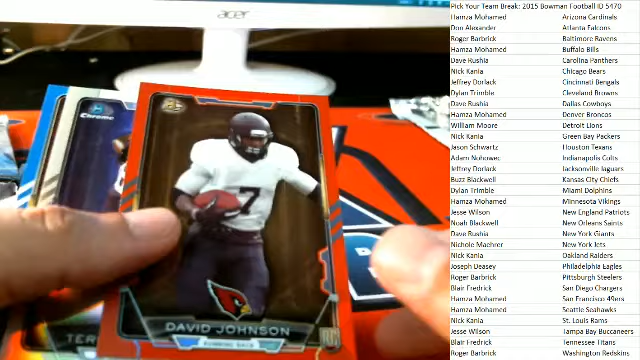 acer
Chrome
7
TER
DAVID JOHNSON
RUNNING BACK
Pick Your Team Break: 2015 Bowman Football ID 5470
Hamza Mohamed Arizona Cardinals
Don Alexander Atlanta Falcons
Roger Barbrick Baltimore Ravens
Hamza Mohamed Buffalo Bills
Dave Rushia Carolina Panthers
Nick Kania Chicago Bears
Jeffrey Dorlack Cincinnati Bengals
Dylan Trimble Cleveland Browns
Dave Rushia Dallas Cowboys
Hamza Mohamed Denver Broncos
William Moore Detroit Lions
Nick Kania Green Bay Packers
Jason Schwartz Houston Texans
Adam Nohowec Indianapolis Colts
Jeffrey Dorlack Jacksonville Jaguars
Buzz Blackwell Kansas City Chiefs
Dylan Trimble Miami Dolphins
Hamza Mohamed Minnesota Vikings
Jesse Wilson New England Patriots
Noah Blackwell New Orleans Saints
Dave Rushia New York Giants
Nichole Maehrer New York Jets
Nick Kania Oakland Raiders
Joseph Deasey Philadelphia Eagles
Roger Barbrick Pittsburgh Steelers
Blair Fredrick San Diego Chargers
Hamza Mohamed San Francisco 49ers
Hamza Mohamed Seattle Seahawks
Nick Kania St. Louis Rams
Jesse Wilson Tampa Bay Buccaneers
Blair Fredrick Tennessee Titans
Roger Barbrick Washington Redskins